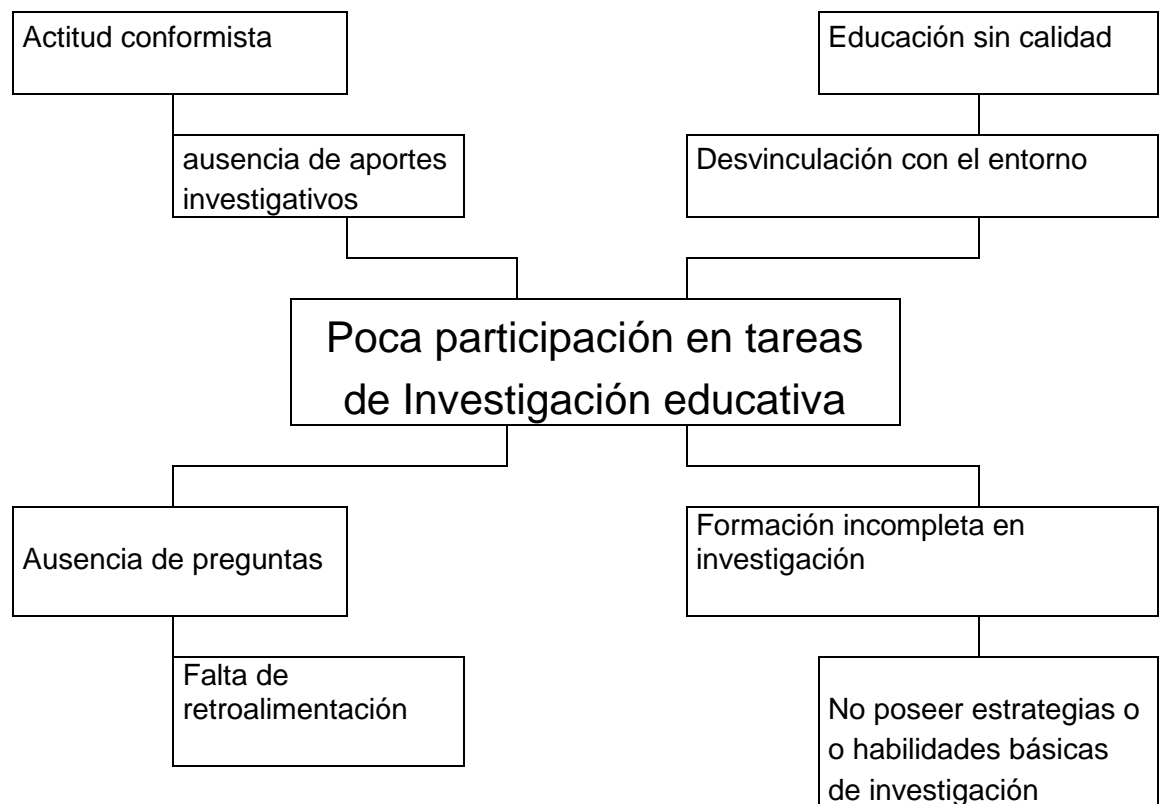 Actitud conformista
Educación sin calidad
ausencia de aportes
investigativos
Desvinculación con el entorno
Poca participación en tareas
de Investigación educativa
Ausencia de preguntas
Formación incompleta en
investigación
Falta de
retroalimentación
No poseer estrategias o
o habilidades básicas
de investigación